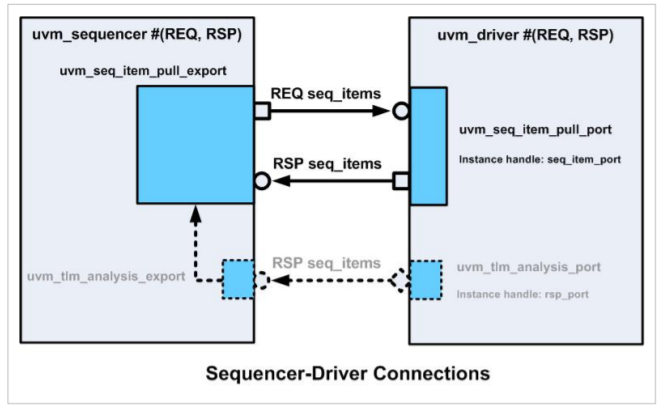 uvm_sequencer #(REQ, RSP)
uvm_driver #(REQ, RSP)
uvm_seq_item_pull_export
REQ seq_items
uvm_seq_item_pull_port
Instance handle: seq_item_port
RSP seq_items
RSP seq_items
uvm_tlm_analysis_export
uvm_tlm_analysis_port
Instance handle: rsp_port
Sequencer-Driver Connections